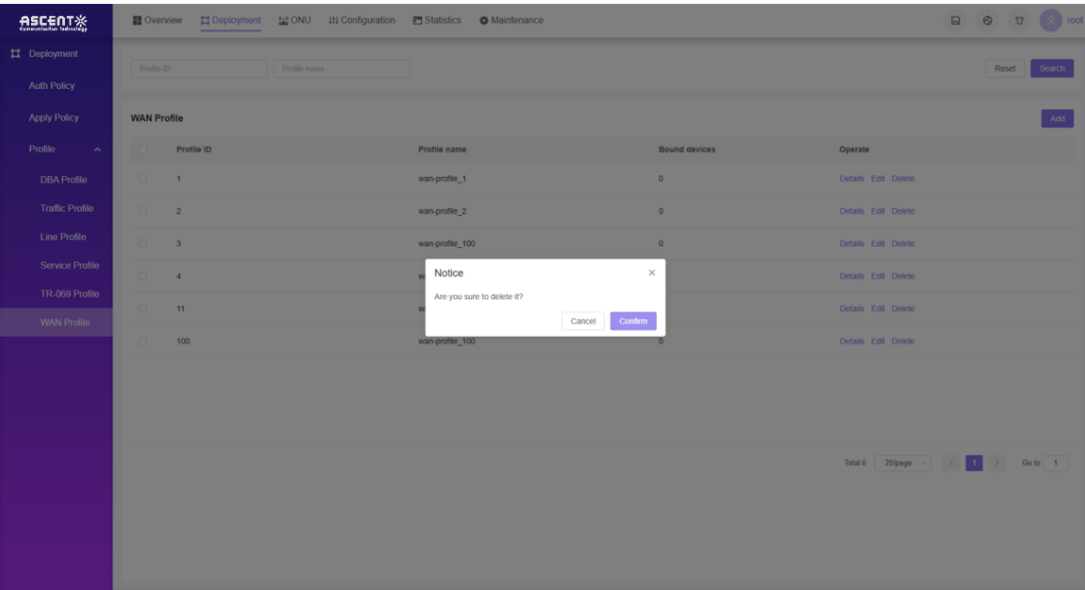 ASCENT
Communication Technology
Overview Deployment ONU Configuration Statistics Maintenance root
Deployment
Auth Policy
Apply Policy
Profile
DBA Profile
Traffic Profile
Line Profile
Service Profile
TR-069 Profile
WAN Profile
Profile ID Profile name Reset Search
WAN Profile Add
Profile ID Profile name Bound devices Operate
1 wan-profile_1 0 Details Edit Delete
2 wan-profile_2 0 Details Edit Delete
3 wan-profile_100 0 Details Edit Delete
4 Details Edit Delete
11 Details Edit Delete
100 wan-profile_100 0 Details Edit Delete
Notice
Are you sure to delete it?
Cancel Confirm
Total 6 20/page 1 Go to 1